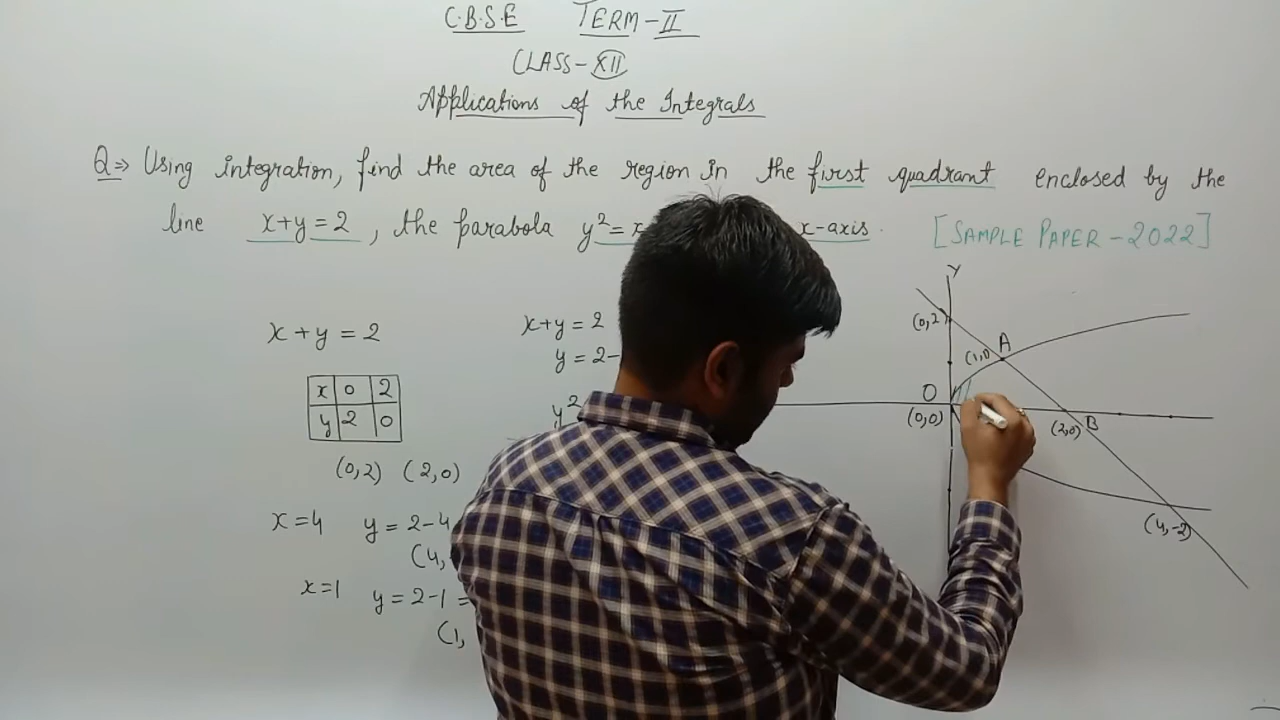 C.B.S.E TERM-II
CLASS-XII
Applications of the Integrals
Q⇒ Using integration, find the area of the region in the first quadrant enclosed by the
line x+y=2, the parabola y²=x x-axis. [SAMPLE PAPER-2022]
x+y=2
x 0 2
y 2 0
(0,2) (2,0)
x=4 y=2-4
(4,
x=1 y=2-1=
(1,
x+y=2
y=2-
y²
Y
(0,2)
(1,1)
A
O
(0,0)
(2,0)
B
(4,-2)